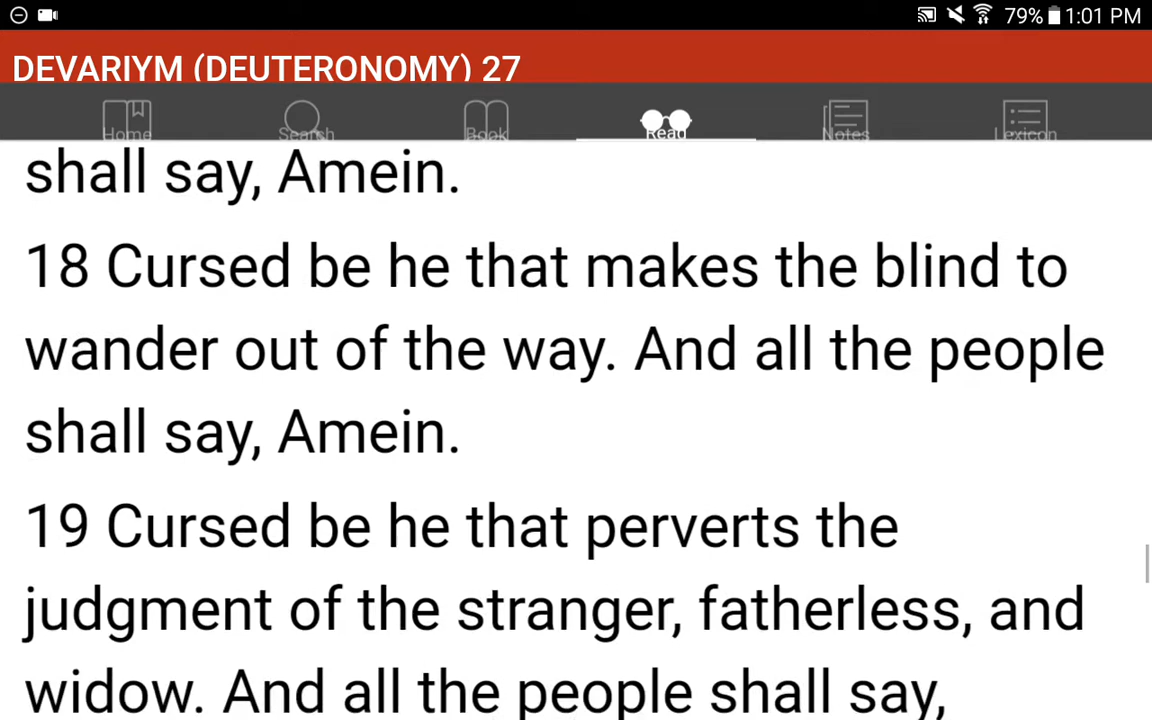 79% 1:01 PM
DEVARIYM (DEUTERONOMY) 27
Home Search Book Read Notes Lexicon
shall say, Amein.
18 Cursed be he that makes the blind to
wander out of the way. And all the people
shall say, Amein.
19 Cursed be he that perverts the
judgment of the stranger, fatherless, and
widow. And all the people shall say,